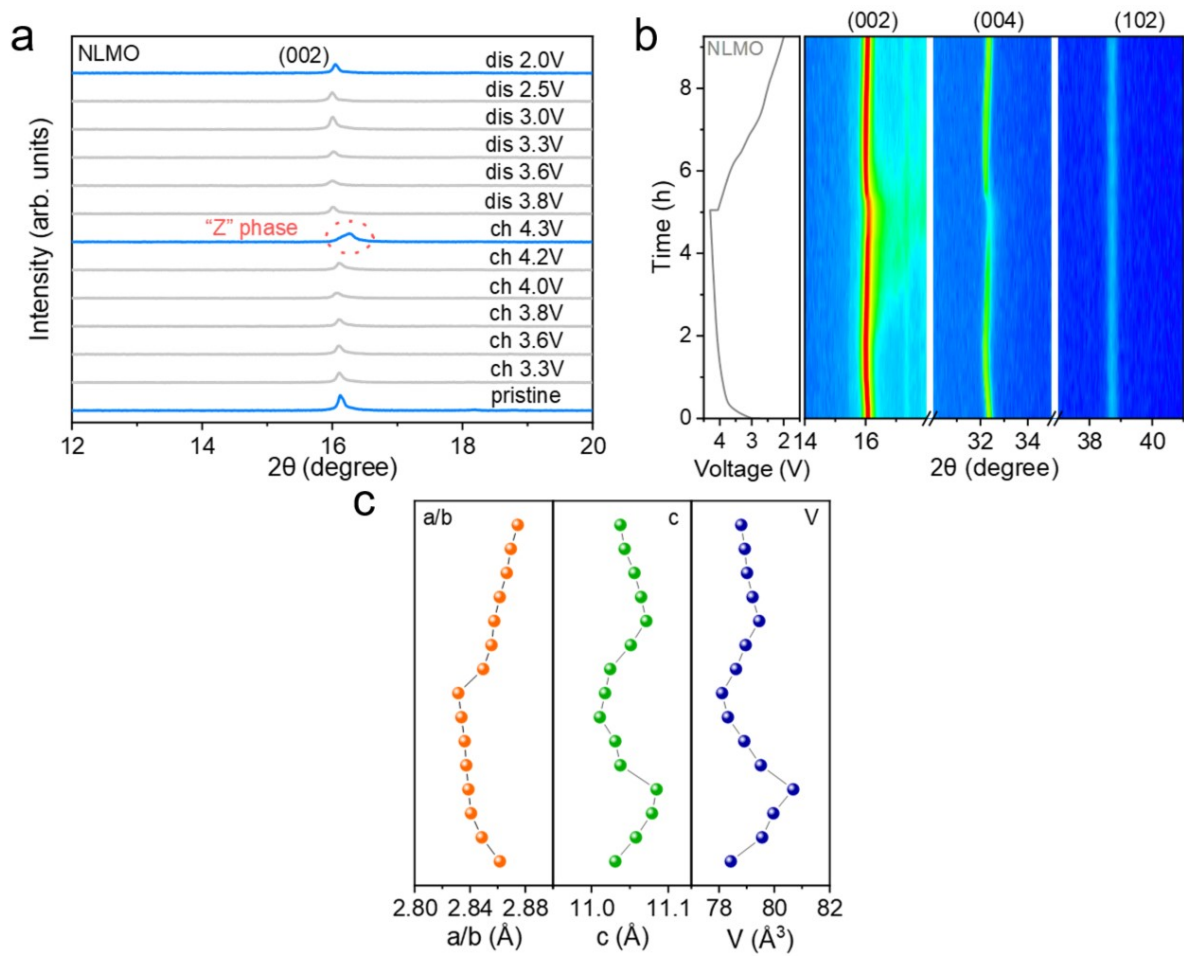 a
NLMO
(002)
dis 2.0V
dis 2.5V
dis 3.0V
dis 3.3V
dis 3.6V
dis 3.8V
"Z" phase
ch 4.3V
ch 4.2V
ch 4.0V
ch 3.8V
ch 3.6V
ch 3.3V
pristine
Intensity (arb. units)
12 14 16 18 20
2θ (degree)
b
(002) (004) (102)
NLMO
Time (h)
8
6
4
2
0
4 3 2 14 16 32 34 38 40
Voltage (V) 2θ (degree)
c
a/b c V
2.80 2.84 2.88 11.0 11.1 78 80 82
a/b (Å) c (Å) V (Å³)